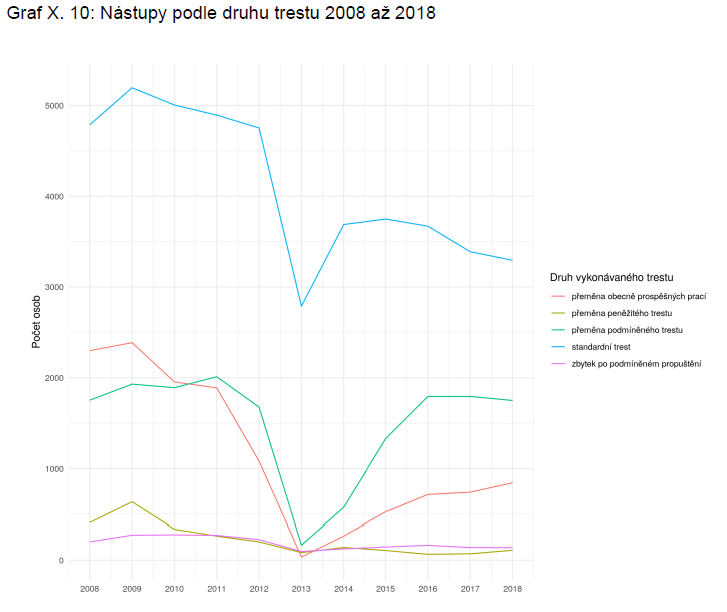 Graf X. 10: Nástupy podle druhu trestu 2008 až 2018
5000
4000
3000
2000
1000
0
Počet osob
2008 2009 2010 2011 2012 2013 2014 2015 2016 2017 2018
Druh vykonávaného trestu
přeměna obecně prospěšných prací
přeměna peněžitého trestu
přeměna podmíněného trestu
standardní trest
zbytek po podmíněném propuštění